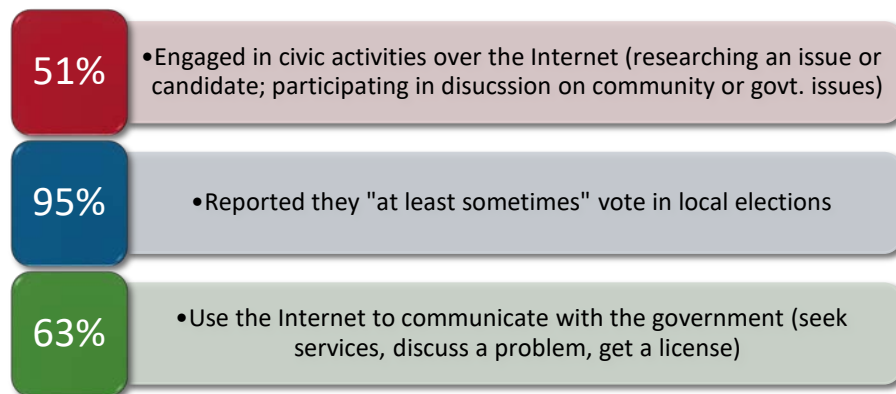 51%
•Engaged in civic activities over the Internet (researching an issue or
candidate; participating in disucssion on community or govt. issues)
95%
•Reported they "at least sometimes" vote in local elections
63%
•Use the Internet to communicate with the government (seek
services, discuss a problem, get a license)